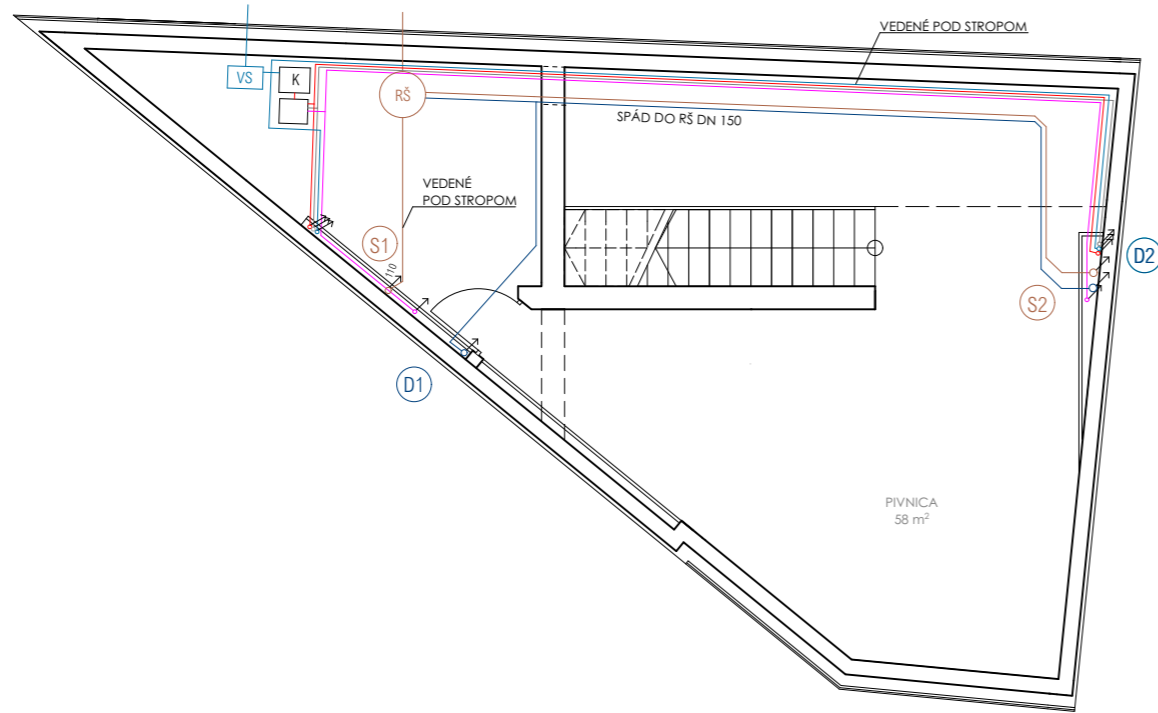 VEDENÉ POD STROPOM
VS
K
RŠ
SPÁD DO RŠ DN 150
VEDENÉ
POD STROPOM
S1
110
D2
S2
D1
PIVNICA
58 m²